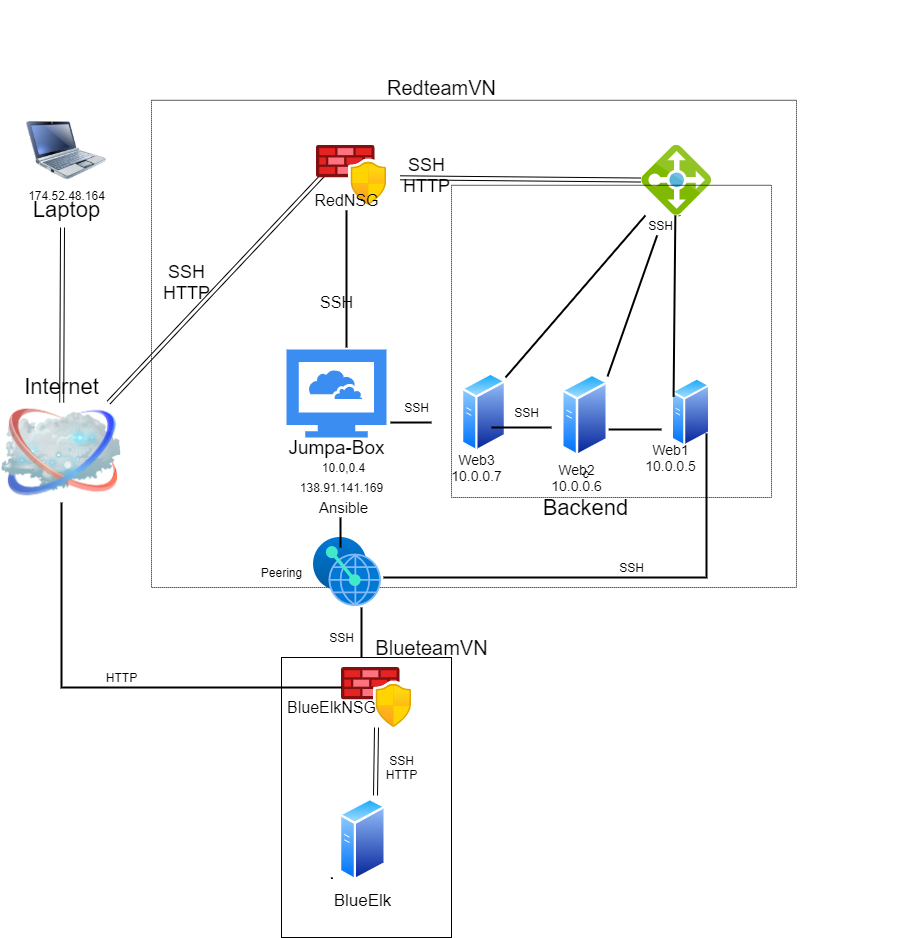 RedteamVN
174.52.48.164
Laptop
SSH
HTTP
RedNSG
SSH
SSH
HTTP
SSH
Internet
SSH
SSH
Jumpa-Box
10.0,0.4
138.91.141.169
Ansible
Web3
10.0.0.7
Web2
10.0.0.6
Web1
10.0.0.5
Backend
Peering
SSH
SSH
BlueteamVN
HTTP
BlueElkNSG
SSH
HTTP
BlueElk